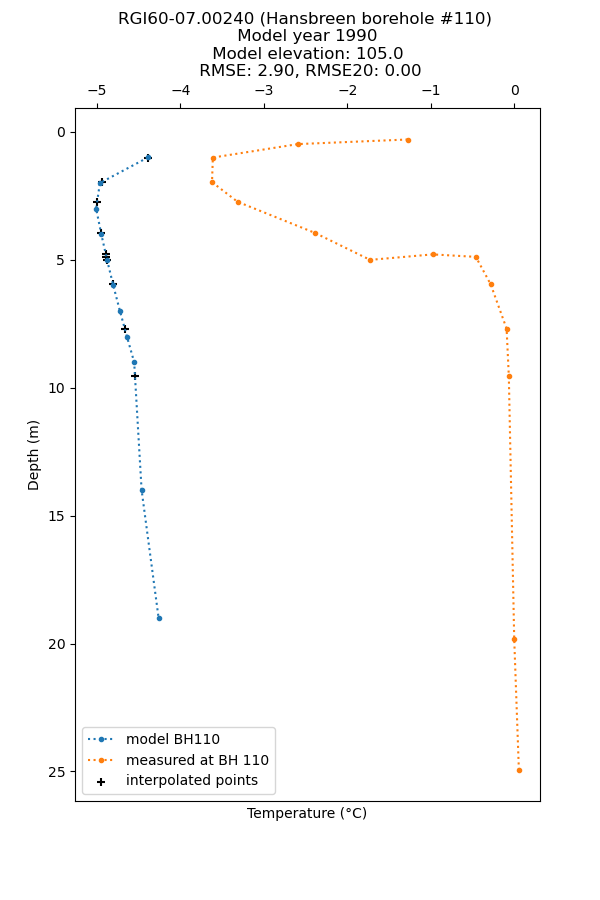 RGI60-07.00240 (Hansbreen borehole #110)
Model year 1990
Model elevation: 105.0
RMSE: 2.90, RMSE20: 0.00
−5 −4 −3 −2 −1 0
0
5
10
15
20
25
Depth (m)
model BH110
measured at BH 110
interpolated points
Temperature (°C)